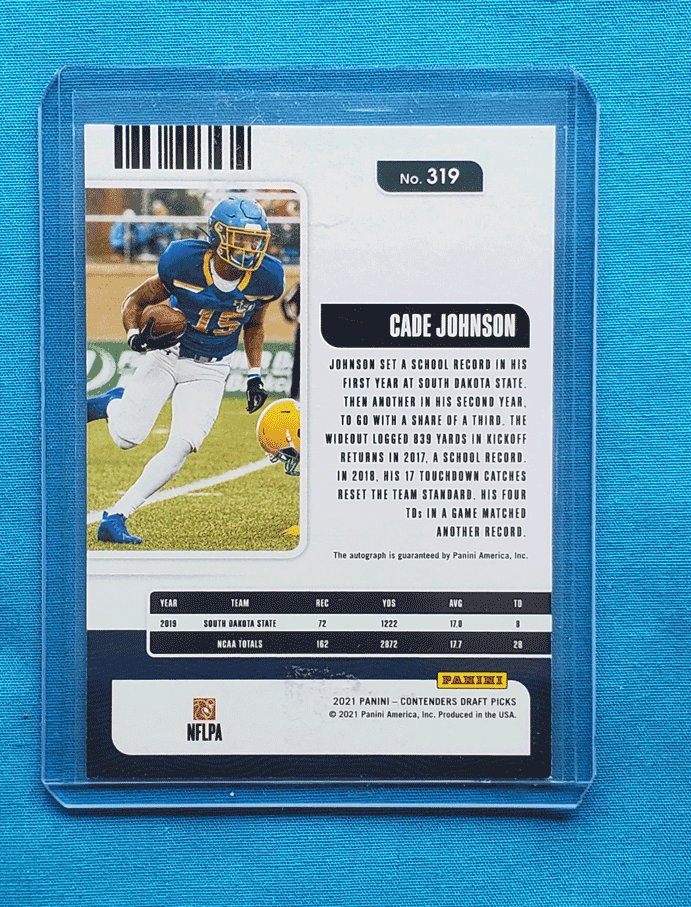 No. 319
15
CADE JOHNSON
JOHNSON SET A SCHOOL RECORD IN HIS
FIRST YEAR AT SOUTH DAKOTA STATE.
THEN ANOTHER IN HIS SECOND YEAR,
TO GO WITH A SHARE OF A THIRD. THE
WIDEOUT LOGGED 839 YARDS IN KICKOFF
RETURNS IN 2017, A SCHOOL RECORD.
IN 2018, HIS 17 TOUCHDOWN CATCHES
RESET THE TEAM STANDARD. HIS FOUR
TDs IN A GAME MATCHED
ANOTHER RECORD.
The autograph is guaranteed by Panini America, Inc.
YEAR TEAM REC YDS AVG TD
2019 SOUTH DAKOTA STATE 72 1222 17.0 8
NCAA TOTALS 162 2872 17.7 28
PANINI
2021 PANINI – CONTENDERS DRAFT PICKS
© 2021 Panini America, Inc. Produced in the USA.
NFLPA